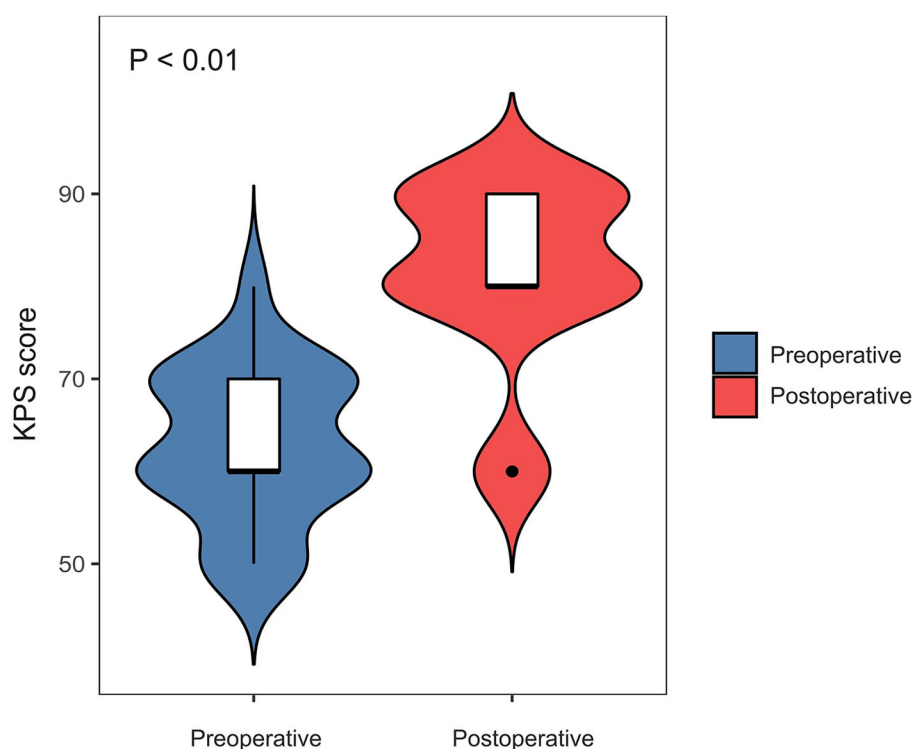 P < 0.01
KPS score
90
70
50
Preoperative
Postoperative
Preoperative
Postoperative